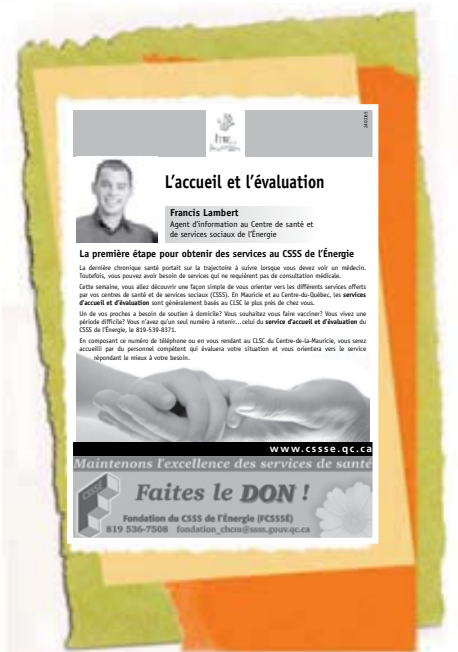 240285
L'accueil et l'évaluation
Francis Lambert
Agent d'information au Centre de santé et
de services sociaux de l'Énergie
La première étape pour obtenir des services au CSSS de l'Énergie
La dernière chronique santé portait sur la trajectoire à suivre lorsque vous devez voir un médecin.
Toutefois, vous pouvez avoir besoin de services qui ne requièrent pas de consultation médicale.
Cette semaine, vous allez découvrir une façon simple de vous orienter vers les différents services offerts
par vos centres de santé et de services sociaux (CSSS). En Mauricie et au Centre-du-Québec, les services
d'accueil et d'évaluation sont généralement basés au CLSC le plus près de chez vous.
Un de vos proches a besoin de soutien à domicile? Vous souhaitez vous faire vacciner? Vous vivez une
période difficile? Vous n'avez qu'un seul numéro à retenir...celui du service d'accueil et d'évaluation du
CSSS de l'Énergie, le 819-539-8371.
En composant ce numéro de téléphone ou en vous rendant au CLSC du Centre-de-la-Mauricie, vous serez
accueilli par du personnel compétent qui évaluera votre situation et vous orientera vers le service
répondant le mieux à votre besoin.
www.cssse.qc.ca
Maintenons l'excellence des services de santé
CSSSÉ
Faites le DON !
Fondation du CSSS de l'Énergie (FCSSSÉ)
819 536-7508 fondation_chcm@ssss.gouv.qc.ca